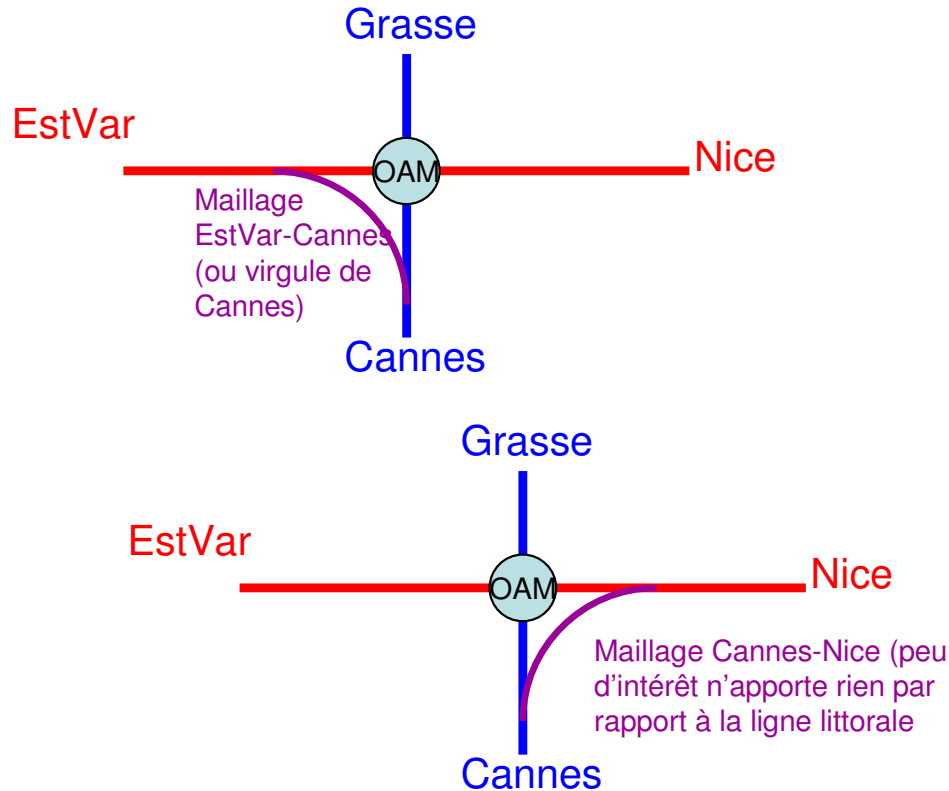 Grasse
EstVar
OAM
Nice
Maillage
EstVar-Cannes
(ou virgule de
Cannes)
Cannes
Grasse
EstVar
OAM
Nice
Maillage Cannes-Nice (peu
d'intérêt n'apporte rien par
rapport à la ligne littorale
Cannes